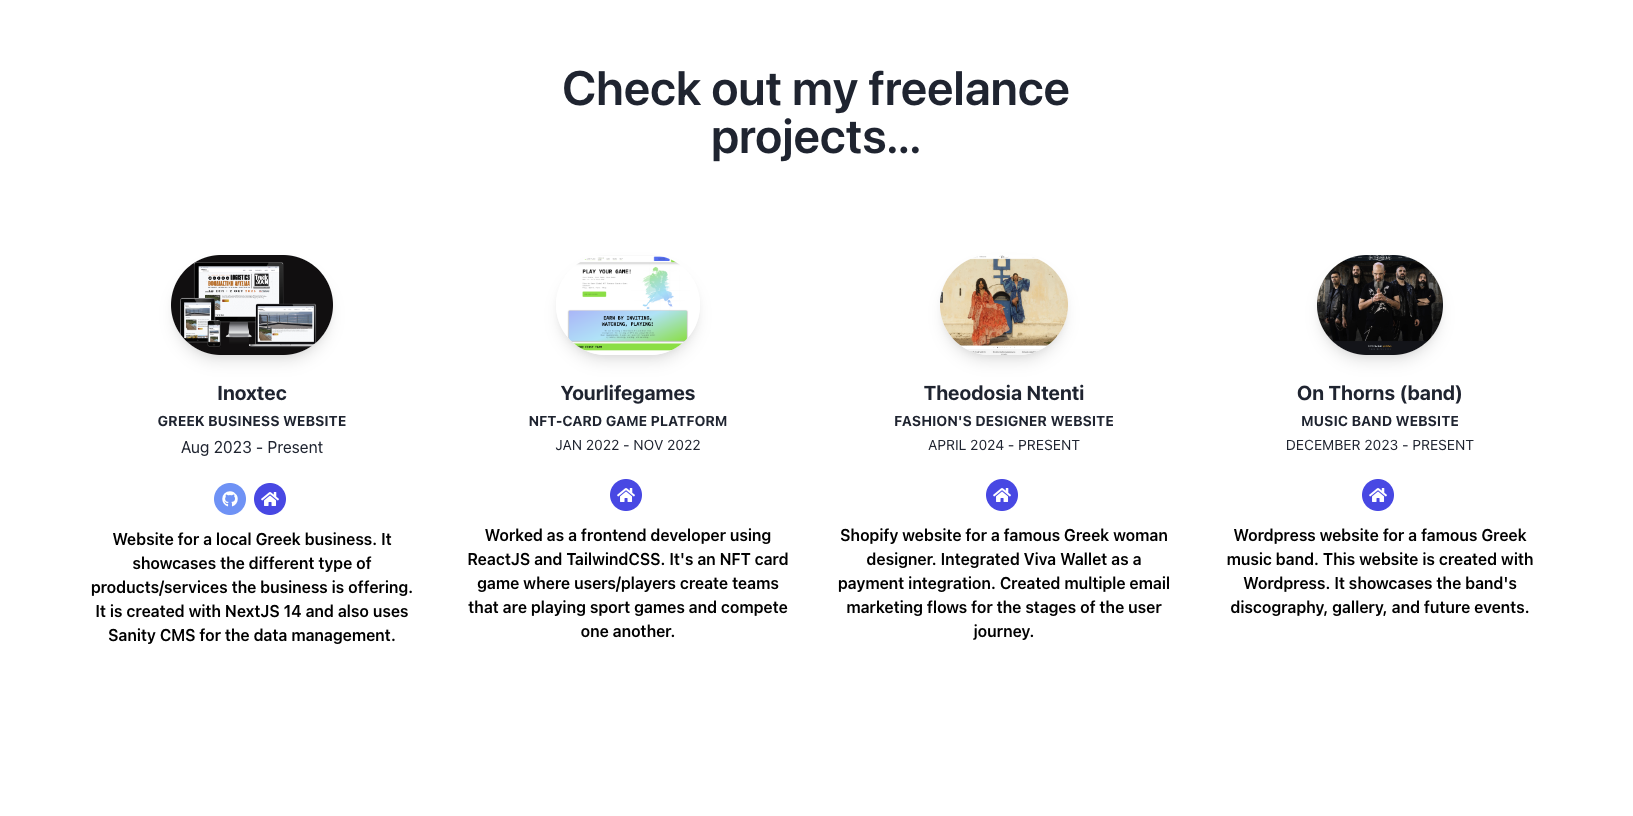 Check out my freelance
projects...
LOGISTICS
PLAY YOUR GAME!
EARN BY INVITING,
WATCHING, PLAYING!
Inoxtec
GREEK BUSINESS WEBSITE
Aug 2023 - Present
Website for a local Greek business. It
showcases the different type of
products/services the business is offering.
It is created with NextJS 14 and also uses
Sanity CMS for the data management.
Yourlifegames
NFT-CARD GAME PLATFORM
JAN 2022 - NOV 2022
Worked as a frontend developer using
ReactJS and TailwindCSS. It's an NFT card
game where users/players create teams
that are playing sport games and compete
one another.
Theodosia Ntenti
FASHION'S DESIGNER WEBSITE
APRIL 2024 - PRESENT
Shopify website for a famous Greek woman
designer. Integrated Viva Wallet as a
payment integration. Created multiple email
marketing flows for the stages of the user
journey.
On Thorns (band)
MUSIC BAND WEBSITE
DECEMBER 2023 - PRESENT
Wordpress website for a famous Greek
music band. This website is created with
Wordpress. It showcases the band's
discography, gallery, and future events.